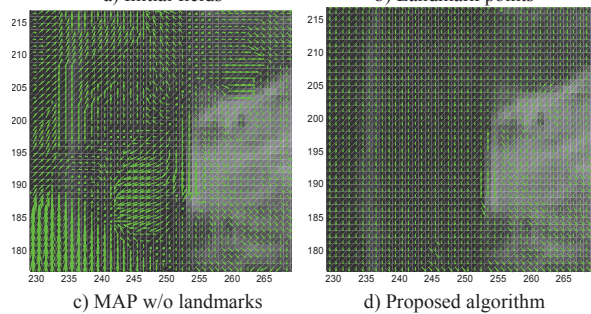 a) Initial fields b) Landmark points
215 215
210 210
205 205
200 200
195 195
190 190
185 185
180 180
230 235 240 245 250 255 260 265 230 235 240 245 250 255 260 265
c) MAP w/o landmarks d) Proposed algorithm